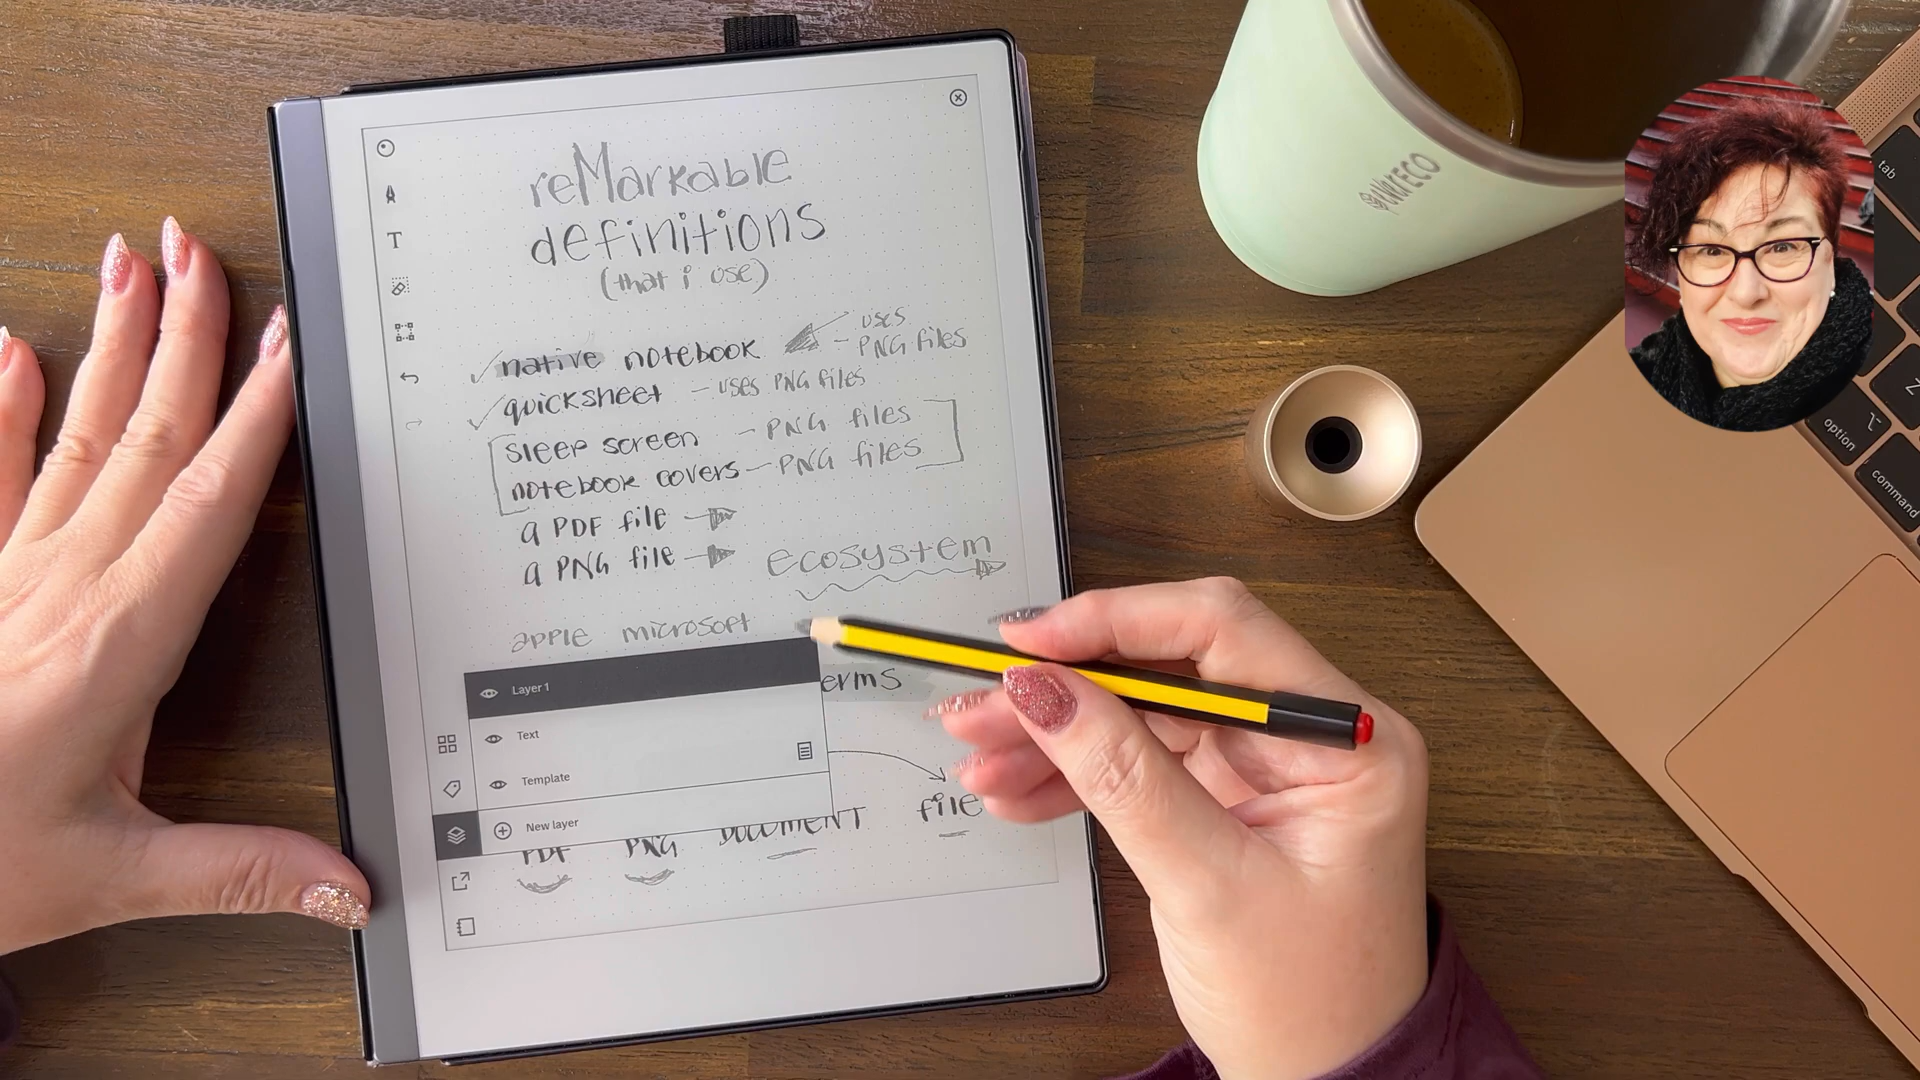 reMarkable
definitions
(that i use)
native notebook
uses
- PNG files
quicksheet - uses PNG files
sleep screen - PNG files
notebook covers - PNG files
a PDF file
a PNG file
ecosystem
apple microsoft
Layer 1
erms
Text
Template
New layer
PDF PNG DOCUMENT file
T
tab
Z
option
command